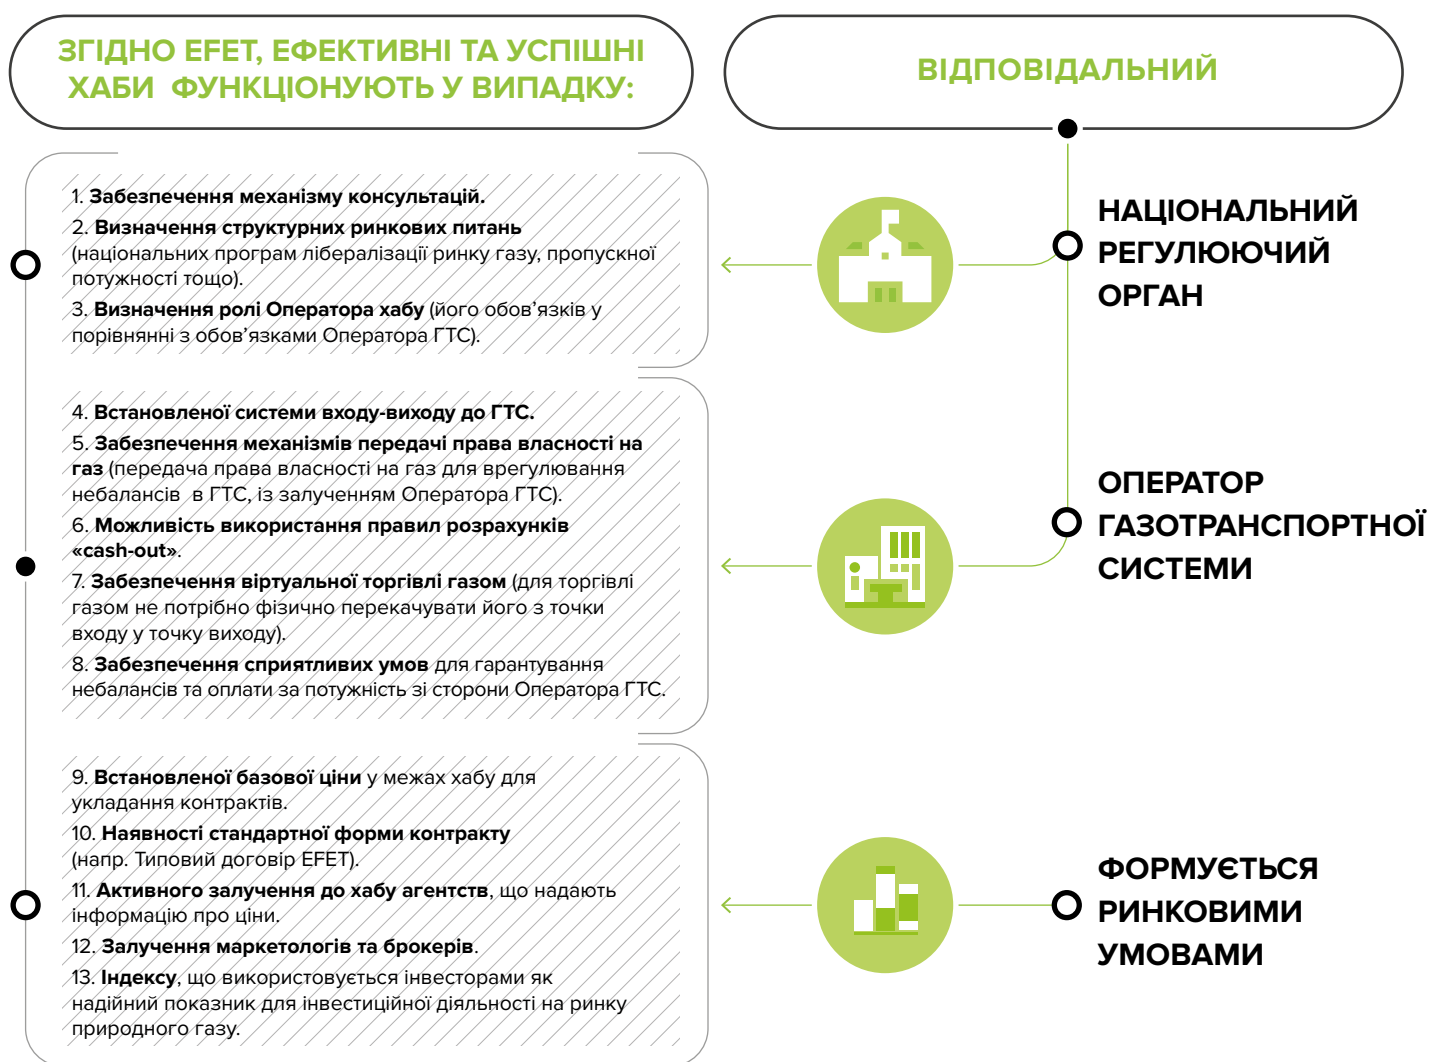 ЗГІДНО EFET, ЕФЕКТИВНІ ТА УСПІШНІ
ХАБИ ФУНКЦІОНУЮТЬ У ВИПАДКУ:
ВІДПОВІДАЛЬНИЙ
1. Забезпечення механізму консультацій.
2. Визначення структурних ринкових питань
(національних програм лібералізації ринку газу, пропускної
потужності тощо).
3. Визначення ролі Оператора хабу (його обов’язків у
порівнянні з обов’язками Оператора ГТС).
НАЦІОНАЛЬНИЙ
РЕГУЛЮЮЧИЙ
ОРГАН
4. Встановленої системи входу-виходу до ГТС.
5. Забезпечення механізмів передачі права власності на
газ (передача права власності на газ для врегулювання
небалансів в ГТС, із залученням Оператора ГТС).
6. Можливість використання правил розрахунків
«cash-out».
7. Забезпечення віртуальної торгівлі газом (для торгівлі
газом не потрібно фізично перекачувати його з точки
входу у точку виходу).
8. Забезпечення сприятливих умов для гарантування
небалансів та оплати за потужність зі сторони Оператора ГТС.
ОПЕРАТОР
ГАЗОТРАНСПОРТНОЇ
СИСТЕМИ
9. Встановленої базової ціни у межах хабу для
укладання контрактів.
10. Наявності стандартної форми контракту
(напр. Типовий договір EFET).
11. Активного залучення до хабу агентств, що надають
інформацію про ціни.
12. Залучення маркетологів та брокерів.
13. Індексу, що використовується інвесторами як
надійний показник для інвестиційної діяльності на ринку
природного газу.
ФОРМУЄТЬСЯ
РИНКОВИМИ
УМОВАМИ